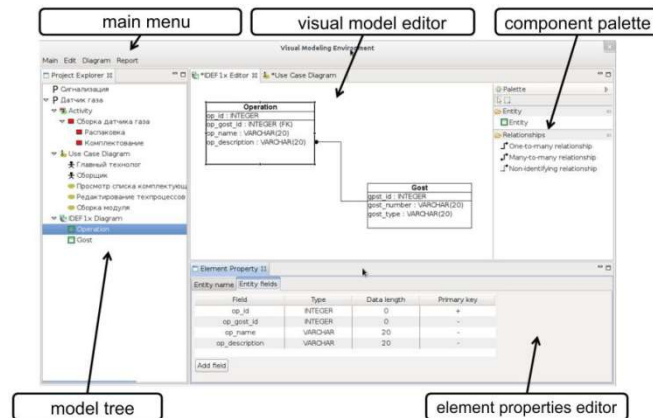 main menu
visual model editor
component palette
Visual Modeling Environment
Main Edit Diagram Report
Project Explorer
Сигнализация
Датчик газа
Activity
Сборка датчика газа
Распаковка
Комплектование
Use Case Diagram
Главный технолог
Сборщик
Просмотр списка комплектующ
Редактирование техпроцессов
Сборка модуля
IDEF1x Diagram
Operation
Gost
*IDEF1x Editor
*Use Case Diagram
Operation
op_id : INTEGER
op_gost_id : INTEGER (FK)
op_name : VARCHAR(20)
op_description : VARCHAR(20)
Gost
gost_id : INTEGER
gost_number : VARCHAR(20)
gost_type : VARCHAR(20)
Palette
Entity
Entity
Relationships
One-to-many relationship
Many-to-many relationship
Non-identifying relationship
Element Property
Entity name Entity fields
Field Type Data length Primary key
op_id INTEGER 0 +
op_gost_id INTEGER 0 -
op_name VARCHAR 20 -
op_description VARCHAR 20 -
Add field
model tree
element properties editor